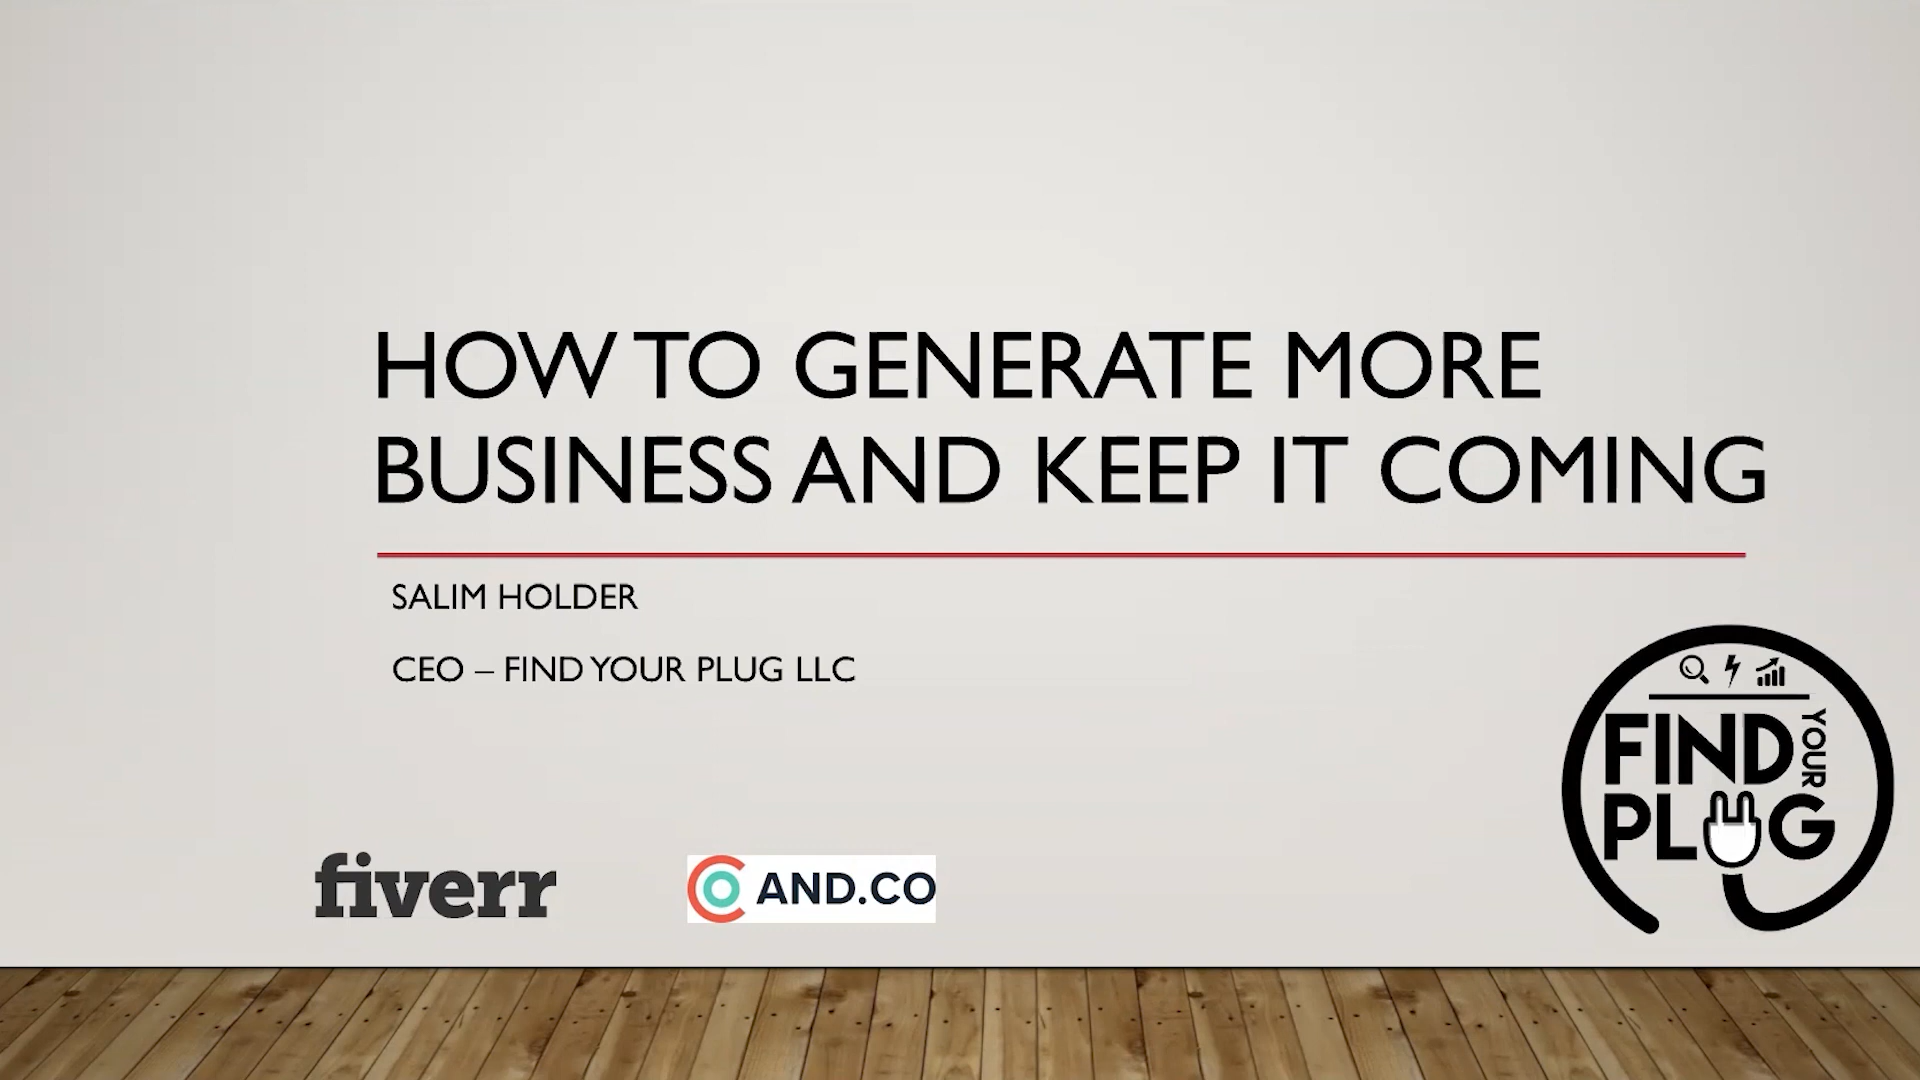 HOW TO GENERATE MORE
BUSINESS AND KEEP IT COMING
SALIM HOLDER
CEO – FIND YOUR PLUG LLC
FIND YOUR
PLUG
fiverr
AND.CO